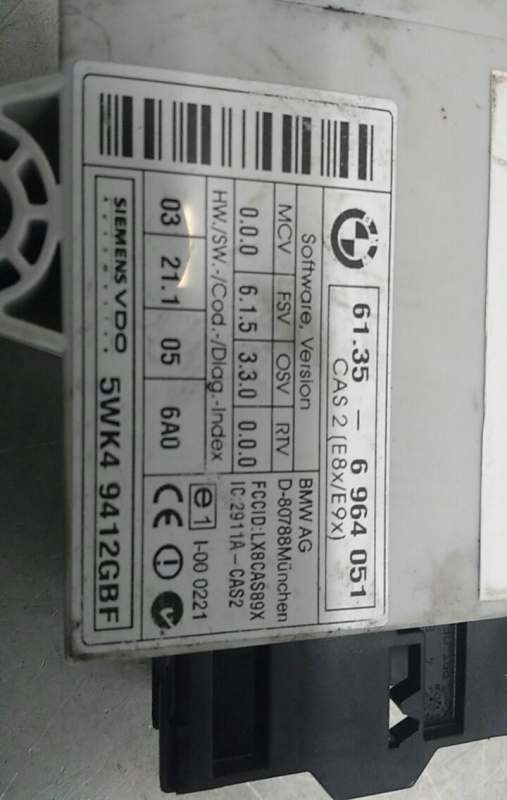 61.35 – 6 964 051
CAS 2 (E8x/E9x)
Software, Version
MCV FSV OSV RTV
0.0.0 6.1.5 3.3.0 0.0.0
HW./SW.-/Cod.-/Diag.-Index
03 21.1 05 6A0
BMW AG
D-80788München
FCCID:LX8CAS89X
IC:2911A-CAS2
e1 I-00 0221
CE
SIEMENS VDO
5WK4 9412GBF